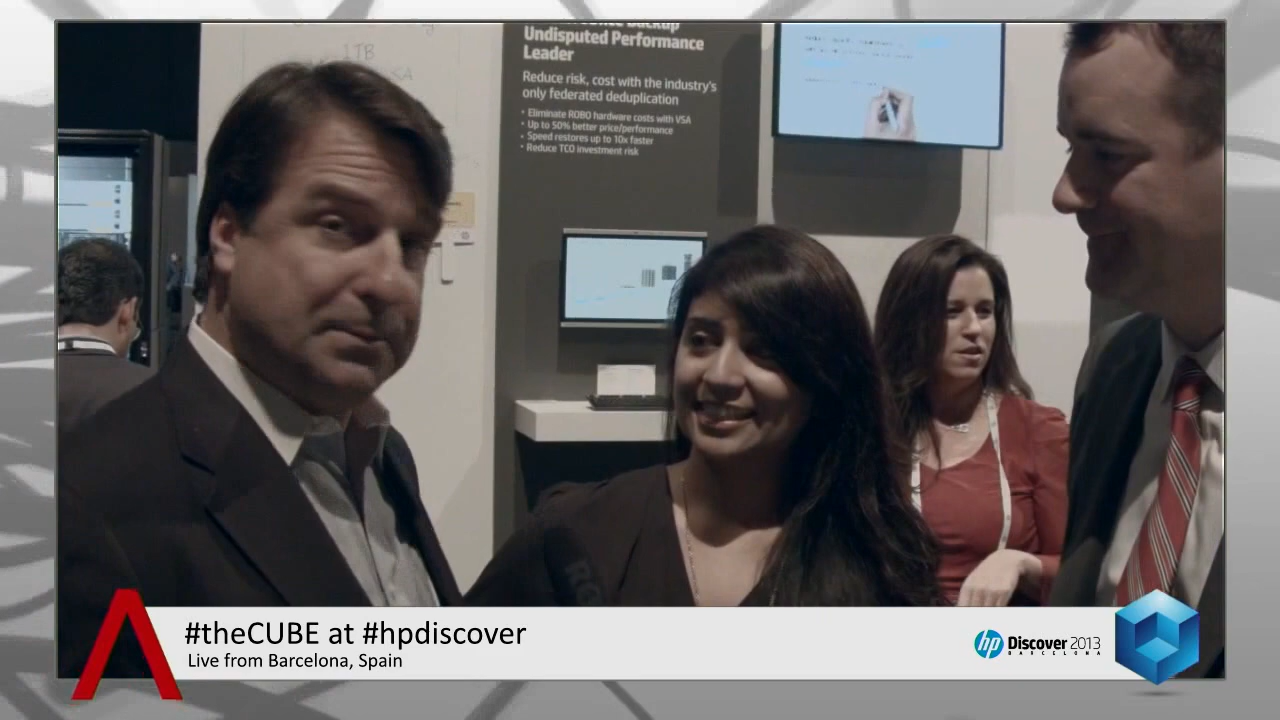 1TB
Undisputed Performance
Leader
Reduce risk, cost with the industry's
only federated deduplication
• Eliminate ROBO hardware costs with VSA
• Up to 50% better price/performance
• Speed restores up to 10x faster
• Reduce TCO investment risk
#theCUBE at #hpdiscover
Live from Barcelona, Spain
hp Discover 2013
BARCELONA